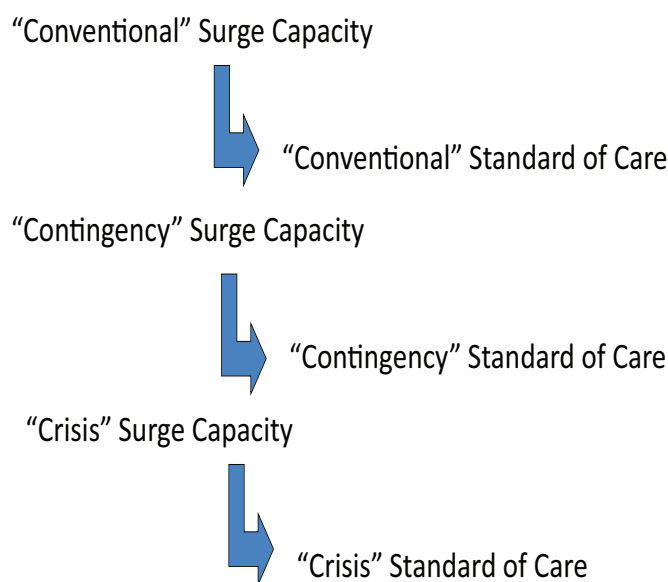 “Conventional” Surge Capacity
“Conventional” Standard of Care
“Contingency” Surge Capacity
“Contingency” Standard of Care
“Crisis” Surge Capacity
“Crisis” Standard of Care